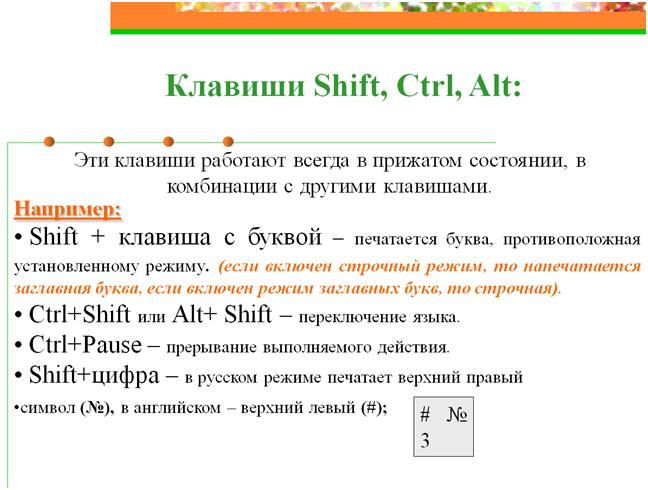 Клавиши Shift, Ctrl, Alt:
Эти клавиши работают всегда в прижатом состоянии, в
комбинации с другими клавишами.
Например:
• Shift + клавиша с буквой – печатается буква, противоположная
установленному режиму. (если включен строчный режим, то напечатается
заглавная буква, если включен режим заглавных букв, то строчная).
• Ctrl+Shift или Alt+ Shift – переключение языка.
• Ctrl+Pause – прерывание выполняемого действия.
• Shift+цифра – в русском режиме печатает верхний правый
•символ (№), в английском – верхний левый (#);
# №
3